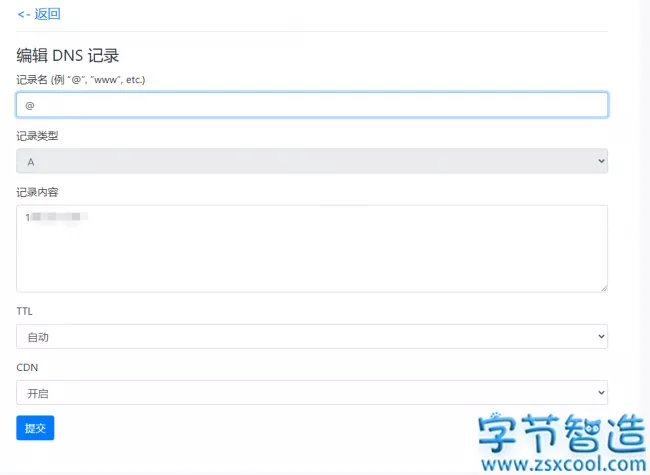 <- 返回
编辑 DNS 记录
记录名 (例 "@", "www", etc.)
@
记录类型
A
记录内容
1
TTL
自动
CDN
开启
提交
字节智造
www.zsxcool.com